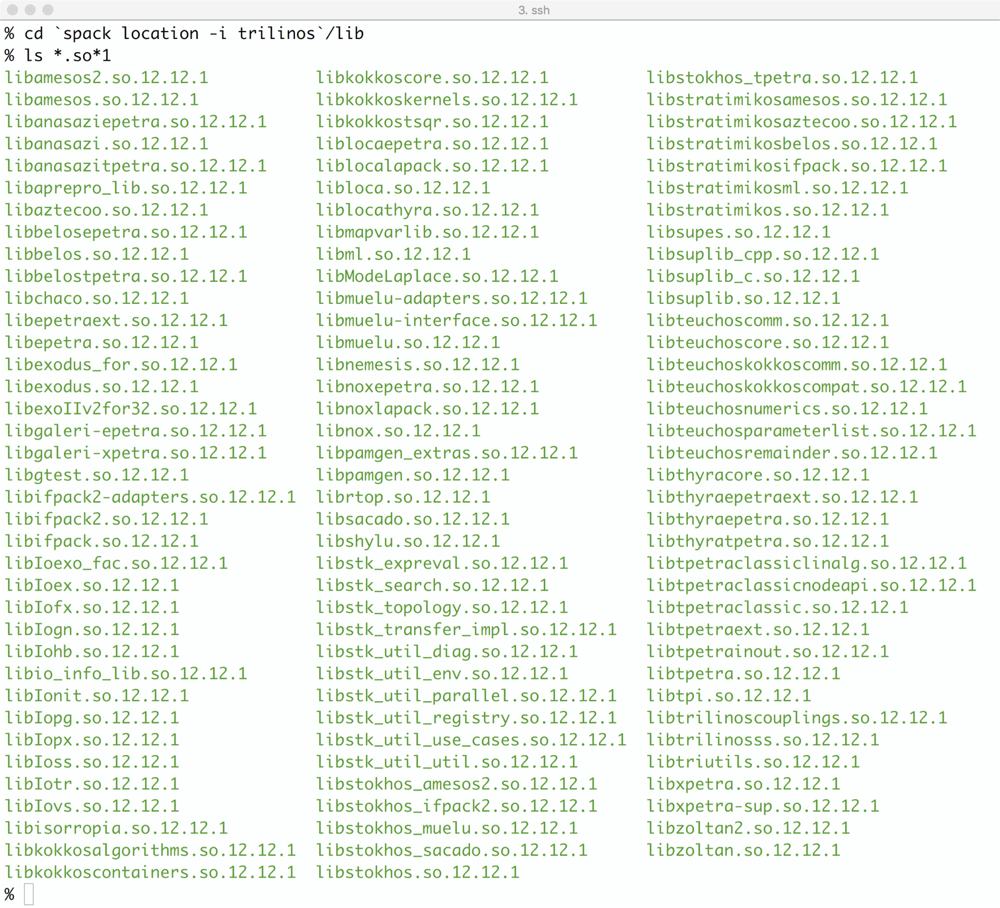 3. ssh
% cd `spack location -i trilinos`/lib
% ls *.so*1
libamesos2.so.12.12.1 libkokkoscore.so.12.12.1 libstokhos_tpetra.so.12.12.1
libamesos.so.12.12.1 libkokkoskernels.so.12.12.1 libstratimikosamesos.so.12.12.1
libanasaziepetra.so.12.12.1 libkokkostsqr.so.12.12.1 libstratimikosaztecoo.so.12.12.1
libanasazi.so.12.12.1 liblocaepetra.so.12.12.1 libstratimikosbelos.so.12.12.1
libanasazitpetra.so.12.12.1 liblocalapack.so.12.12.1 libstratimikosifpack.so.12.12.1
libaprepro_lib.so.12.12.1 libloca.so.12.12.1 libstratimikosml.so.12.12.1
libaztecoo.so.12.12.1 liblocathyra.so.12.12.1 libstratimikos.so.12.12.1
libbelosepetra.so.12.12.1 libmapvarlib.so.12.12.1 libsupes.so.12.12.1
libbelos.so.12.12.1 libml.so.12.12.1 libsuplib_cpp.so.12.12.1
libbelostpetra.so.12.12.1 libModeLaplace.so.12.12.1 libsuplib_c.so.12.12.1
libchaco.so.12.12.1 libmuelu-adapters.so.12.12.1 libsuplib.so.12.12.1
libepetraext.so.12.12.1 libmuelu-interface.so.12.12.1 libteuchoscomm.so.12.12.1
libepetra.so.12.12.1 libmuelu.so.12.12.1 libteuchoscore.so.12.12.1
libexodus_for.so.12.12.1 libnemesis.so.12.12.1 libteuchoskokkoscomm.so.12.12.1
libexodus.so.12.12.1 libnoxepetra.so.12.12.1 libteuchoskokkoscompat.so.12.12.1
libexoIIv2for32.so.12.12.1 libnoxlapack.so.12.12.1 libteuchosnumerics.so.12.12.1
libgaleri-epetra.so.12.12.1 libnox.so.12.12.1 libteuchosparameterlist.so.12.12.1
libgaleri-xpetra.so.12.12.1 libpamgen_extras.so.12.12.1 libteuchosremainder.so.12.12.1
libgtest.so.12.12.1 libpamgen.so.12.12.1 libthyracore.so.12.12.1
libifpack2-adapters.so.12.12.1 librtop.so.12.12.1 libthyraepetraext.so.12.12.1
libifpack2.so.12.12.1 libsacado.so.12.12.1 libthyraepetra.so.12.12.1
libifpack.so.12.12.1 libshylu.so.12.12.1 libthyratpetra.so.12.12.1
libIoexo_fac.so.12.12.1 libstk_expreval.so.12.12.1 libtpetraclassiclinalg.so.12.12.1
libIoex.so.12.12.1 libstk_search.so.12.12.1 libtpetraclassicnodeapi.so.12.12.1
libIofx.so.12.12.1 libstk_topology.so.12.12.1 libtpetraclassic.so.12.12.1
libIogn.so.12.12.1 libstk_transfer_impl.so.12.12.1 libtpetraext.so.12.12.1
libIohb.so.12.12.1 libstk_util_diag.so.12.12.1 libtpetrainout.so.12.12.1
libio_info_lib.so.12.12.1 libstk_util_env.so.12.12.1 libtpetra.so.12.12.1
libIonit.so.12.12.1 libstk_util_parallel.so.12.12.1 libtpi.so.12.12.1
libIopg.so.12.12.1 libstk_util_registry.so.12.12.1 libtrilinoscouplings.so.12.12.1
libIopx.so.12.12.1 libstk_util_use_cases.so.12.12.1 libtrilinosss.so.12.12.1
libIoss.so.12.12.1 libstk_util_util.so.12.12.1 libtriutils.so.12.12.1
libIotr.so.12.12.1 libstokhos_amesos2.so.12.12.1 libxpetra.so.12.12.1
libIovs.so.12.12.1 libstokhos_ifpack2.so.12.12.1 libxpetra-sup.so.12.12.1
libisorropia.so.12.12.1 libstokhos_muelu.so.12.12.1 libzoltan2.so.12.12.1
libkokkosalgorithms.so.12.12.1 libstokhos_sacado.so.12.12.1 libzoltan.so.12.12.1
libkokkoscontainers.so.12.12.1 libstokhos.so.12.12.1
%